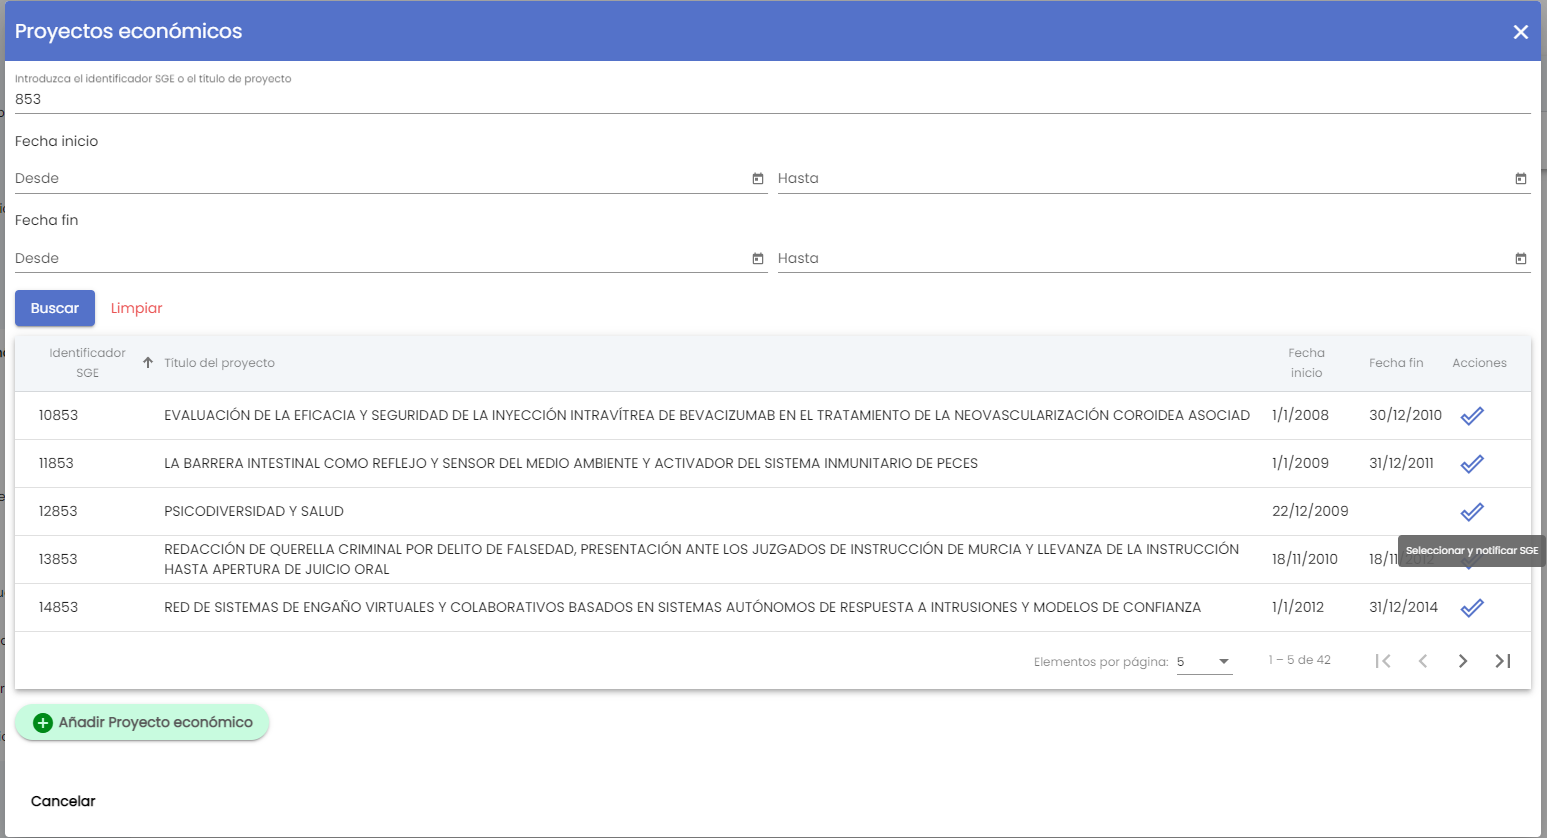 Proyectos económicos
Introduzca el identificador SGE o el título de proyecto
853
Fecha inicio
Desde
Hasta
Fecha fin
Desde
Hasta
Buscar Limpiar
Identificador SGE Título del proyecto Fecha inicio Fecha fin Acciones
10853 EVALUACIÓN DE LA EFICACIA Y SEGURIDAD DE LA INYECCIÓN INTRAVÍTREA DE BEVACIZUMAB EN EL TRATAMIENTO DE LA NEOVASCULARIZACIÓN COROIDEA ASOCIAD 1/1/2008 30/12/2010
11853 LA BARRERA INTESTINAL COMO REFLEJO Y SENSOR DEL MEDIO AMBIENTE Y ACTIVADOR DEL SISTEMA INMUNITARIO DE PECES 1/1/2009 31/12/2011
12853 PSICODIVERSIDAD Y SALUD 22/12/2009
Seleccionar y notificar SGE
13853 REDACCIÓN DE QUERELLA CRIMINAL POR DELITO DE FALSEDAD, PRESENTACIÓN ANTE LOS JUZGADOS DE INSTRUCCIÓN DE MURCIA Y LLEVANZA DE LA INSTRUCCIÓN
HASTA APERTURA DE JUICIO ORAL 18/11/2010 18/11/2012
14853 RED DE SISTEMAS DE ENGAÑO VIRTUALES Y COLABORATIVOS BASADOS EN SISTEMAS AUTÓNOMOS DE RESPUESTA A INTRUSIONES Y MODELOS DE CONFIANZA 1/1/2012 31/12/2014
Elementos por página: 5 1 – 5 de 42
Añadir Proyecto económico
Cancelar